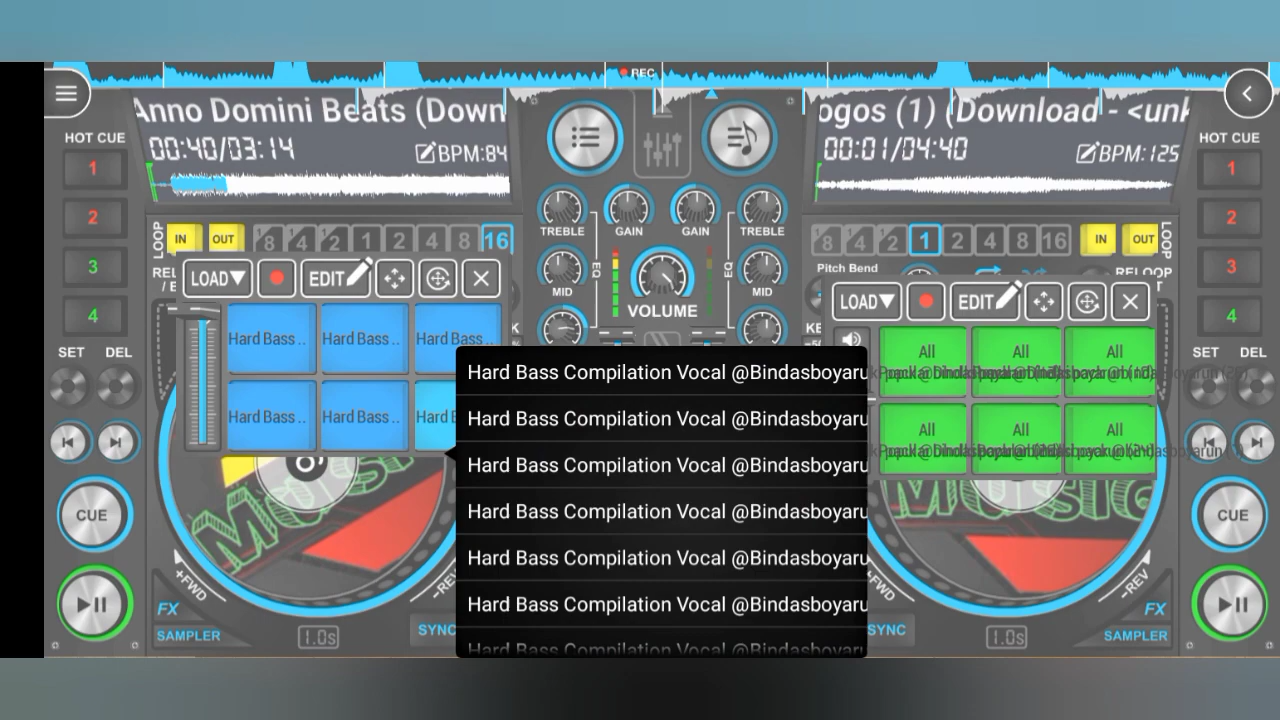 REC
Anno Domini Beats (Down
00:40/03:14
BPM:84
ogos (1) (Download - <unk
00:01/04:40
BPM:125
HOT CUE
1
2
3
4
SET DEL
CUE
LOOP
IN OUT
/8 /4 /2 1 2 4 8 16
LOAD▼ EDIT
Hard Bass .. Hard Bass .. Hard Bass ..
Hard Bass .. Hard Bass .. Hard B
+FWD
-REV
FX
SAMPLER
1.0s
SYNC
TREBLE GAIN GAIN TREBLE
MID EQ EQ MID
VOLUME
Hard Bass Compilation Vocal @Bindasboyaru
Hard Bass Compilation Vocal @Bindasboyaru
Hard Bass Compilation Vocal @Bindasboyaru
Hard Bass Compilation Vocal @Bindasboyaru
Hard Bass Compilation Vocal @Bindasboyaru
Hard Bass Compilation Vocal @Bindasboyaru
Hard Bass Compilation Vocal @Bindasboyaru
/8 /4 /2 1 2 4 8 16
IN OUT
LOOP
Pitch Bend
RELOOP
LOAD▼ EDIT
All All All
All All All
MUSIC
+FWD
-REV
SYNC
1.0s
FX
SAMPLER
HOT CUE
1
2
3
4
SET DEL
CUE